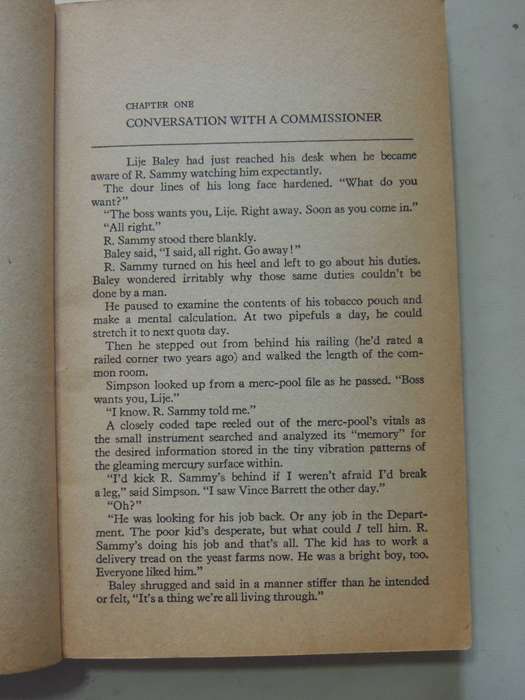 CHAPTER ONE
CONVERSATION WITH A COMMISSIONER
Lije Baley had just reached his desk when he became
aware of R. Sammy watching him expectantly.
The dour lines of his long face hardened. “What do you
want?”
“The boss wants you, Lije. Right away. Soon as you come in.”
“All right.”
R. Sammy stood there blankly.
Baley said, “I said, all right. Go away!”
R. Sammy turned on his heel and left to go about his duties.
Baley wondered irritably why those same duties couldn’t be
done by a man.
He paused to examine the contents of his tobacco pouch and
make a mental calculation. At two pipefuls a day, he could
stretch it to next quota day.
Then he stepped out from behind his railing (he’d rated a
railed corner two years ago) and walked the length of the com-
mon room.
Simpson looked up from a merc-pool file as he passed. “Boss
wants you, Lije.”
“I know. R. Sammy told me.”
A closely coded tape reeled out of the merc-pool’s vitals as
the small instrument searched and analyzed its “memory” for
the desired information stored in the tiny vibration patterns of
the gleaming mercury surface within.
“I’d kick R. Sammy’s behind if I weren’t afraid I’d break
a leg,” said Simpson. “I saw Vince Barrett the other day.”
“Oh?”
“He was looking for his job back. Or any job in the Depart-
ment. The poor kid’s desperate, but what could I tell him. R.
Sammy’s doing his job and that’s all. The kid has to work a
delivery tread on the yeast farms now. He was a bright boy, too.
Everyone liked him.”
Baley shrugged and said in a manner stiffer than he intended
or felt, “It’s a thing we’re all living through.”